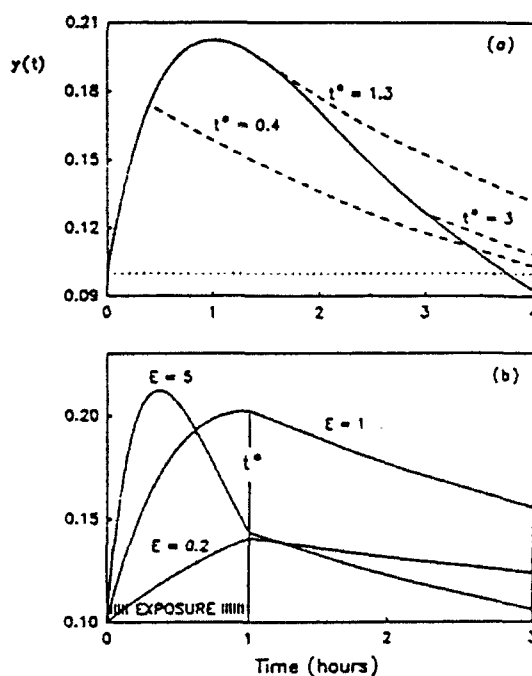 0.21
(a)
y(t)
0.18
t* = 1.3
t* = 0.4
0.15
0.12
t* = 3
0.09
0 1 2 3 4
(b)
E = 5
0.20
E = 1
t*
0.15
E = 0.2
EXPOSURE
0.10
0 1 2 3
Time (hours)